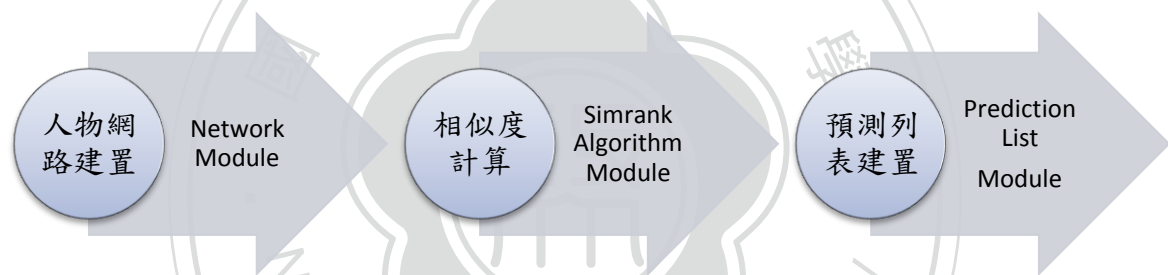 人物網
路建置
Network
Module
相似度
計算
Simrank
Algorithm
Module
預測列
表建置
Prediction
List
Module